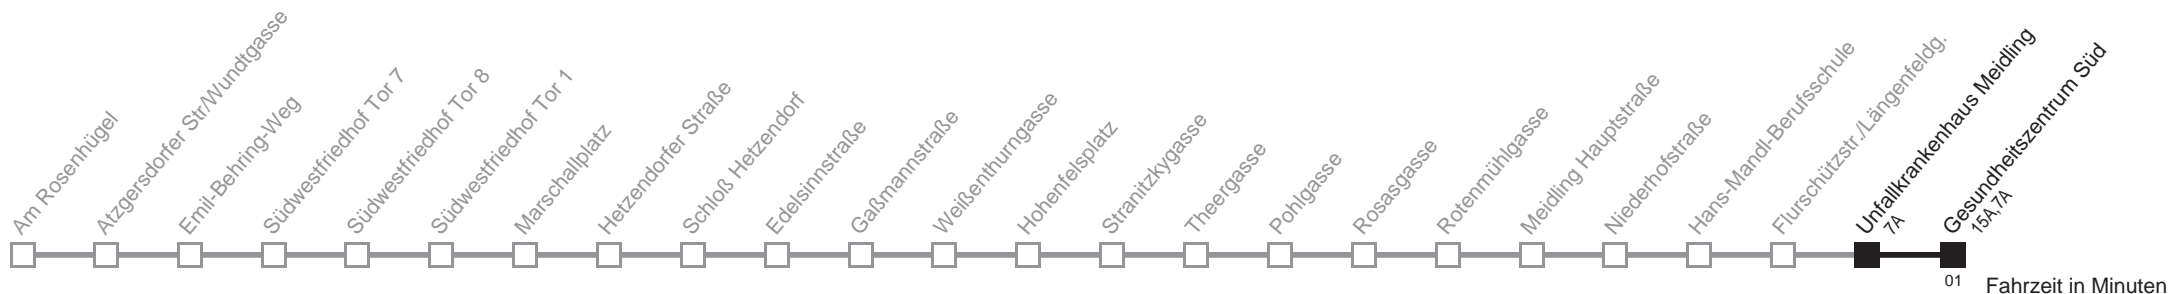 Am Rosenhügel
Atzgersdorfer Str/Wundtgasse
Emil-Behring-Weg
Südwestfriedhof Tor 7
Südwestfriedhof Tor 8
Südwestfriedhof Tor 1
Marschallplatz
Hetzendorfer Straße
Schloß Hetzendorf
Edelsinnstraße
Gaßmannstraße
Weißenthurngasse
Hohenfelsplatz
Stranitzkygasse
Theergasse
Pohlgasse
Rosasgasse
Rotenmühlgasse
Meidling Hauptstraße
Niederhofstraße
Hans-Mandl-Berufsschule
Flurschützstr./Längenfeldg.
Unfallkrankenhaus Meidling
7A
Gesundheitszentrum Süd
15A,7A
01 Fahrzeit in Minuten